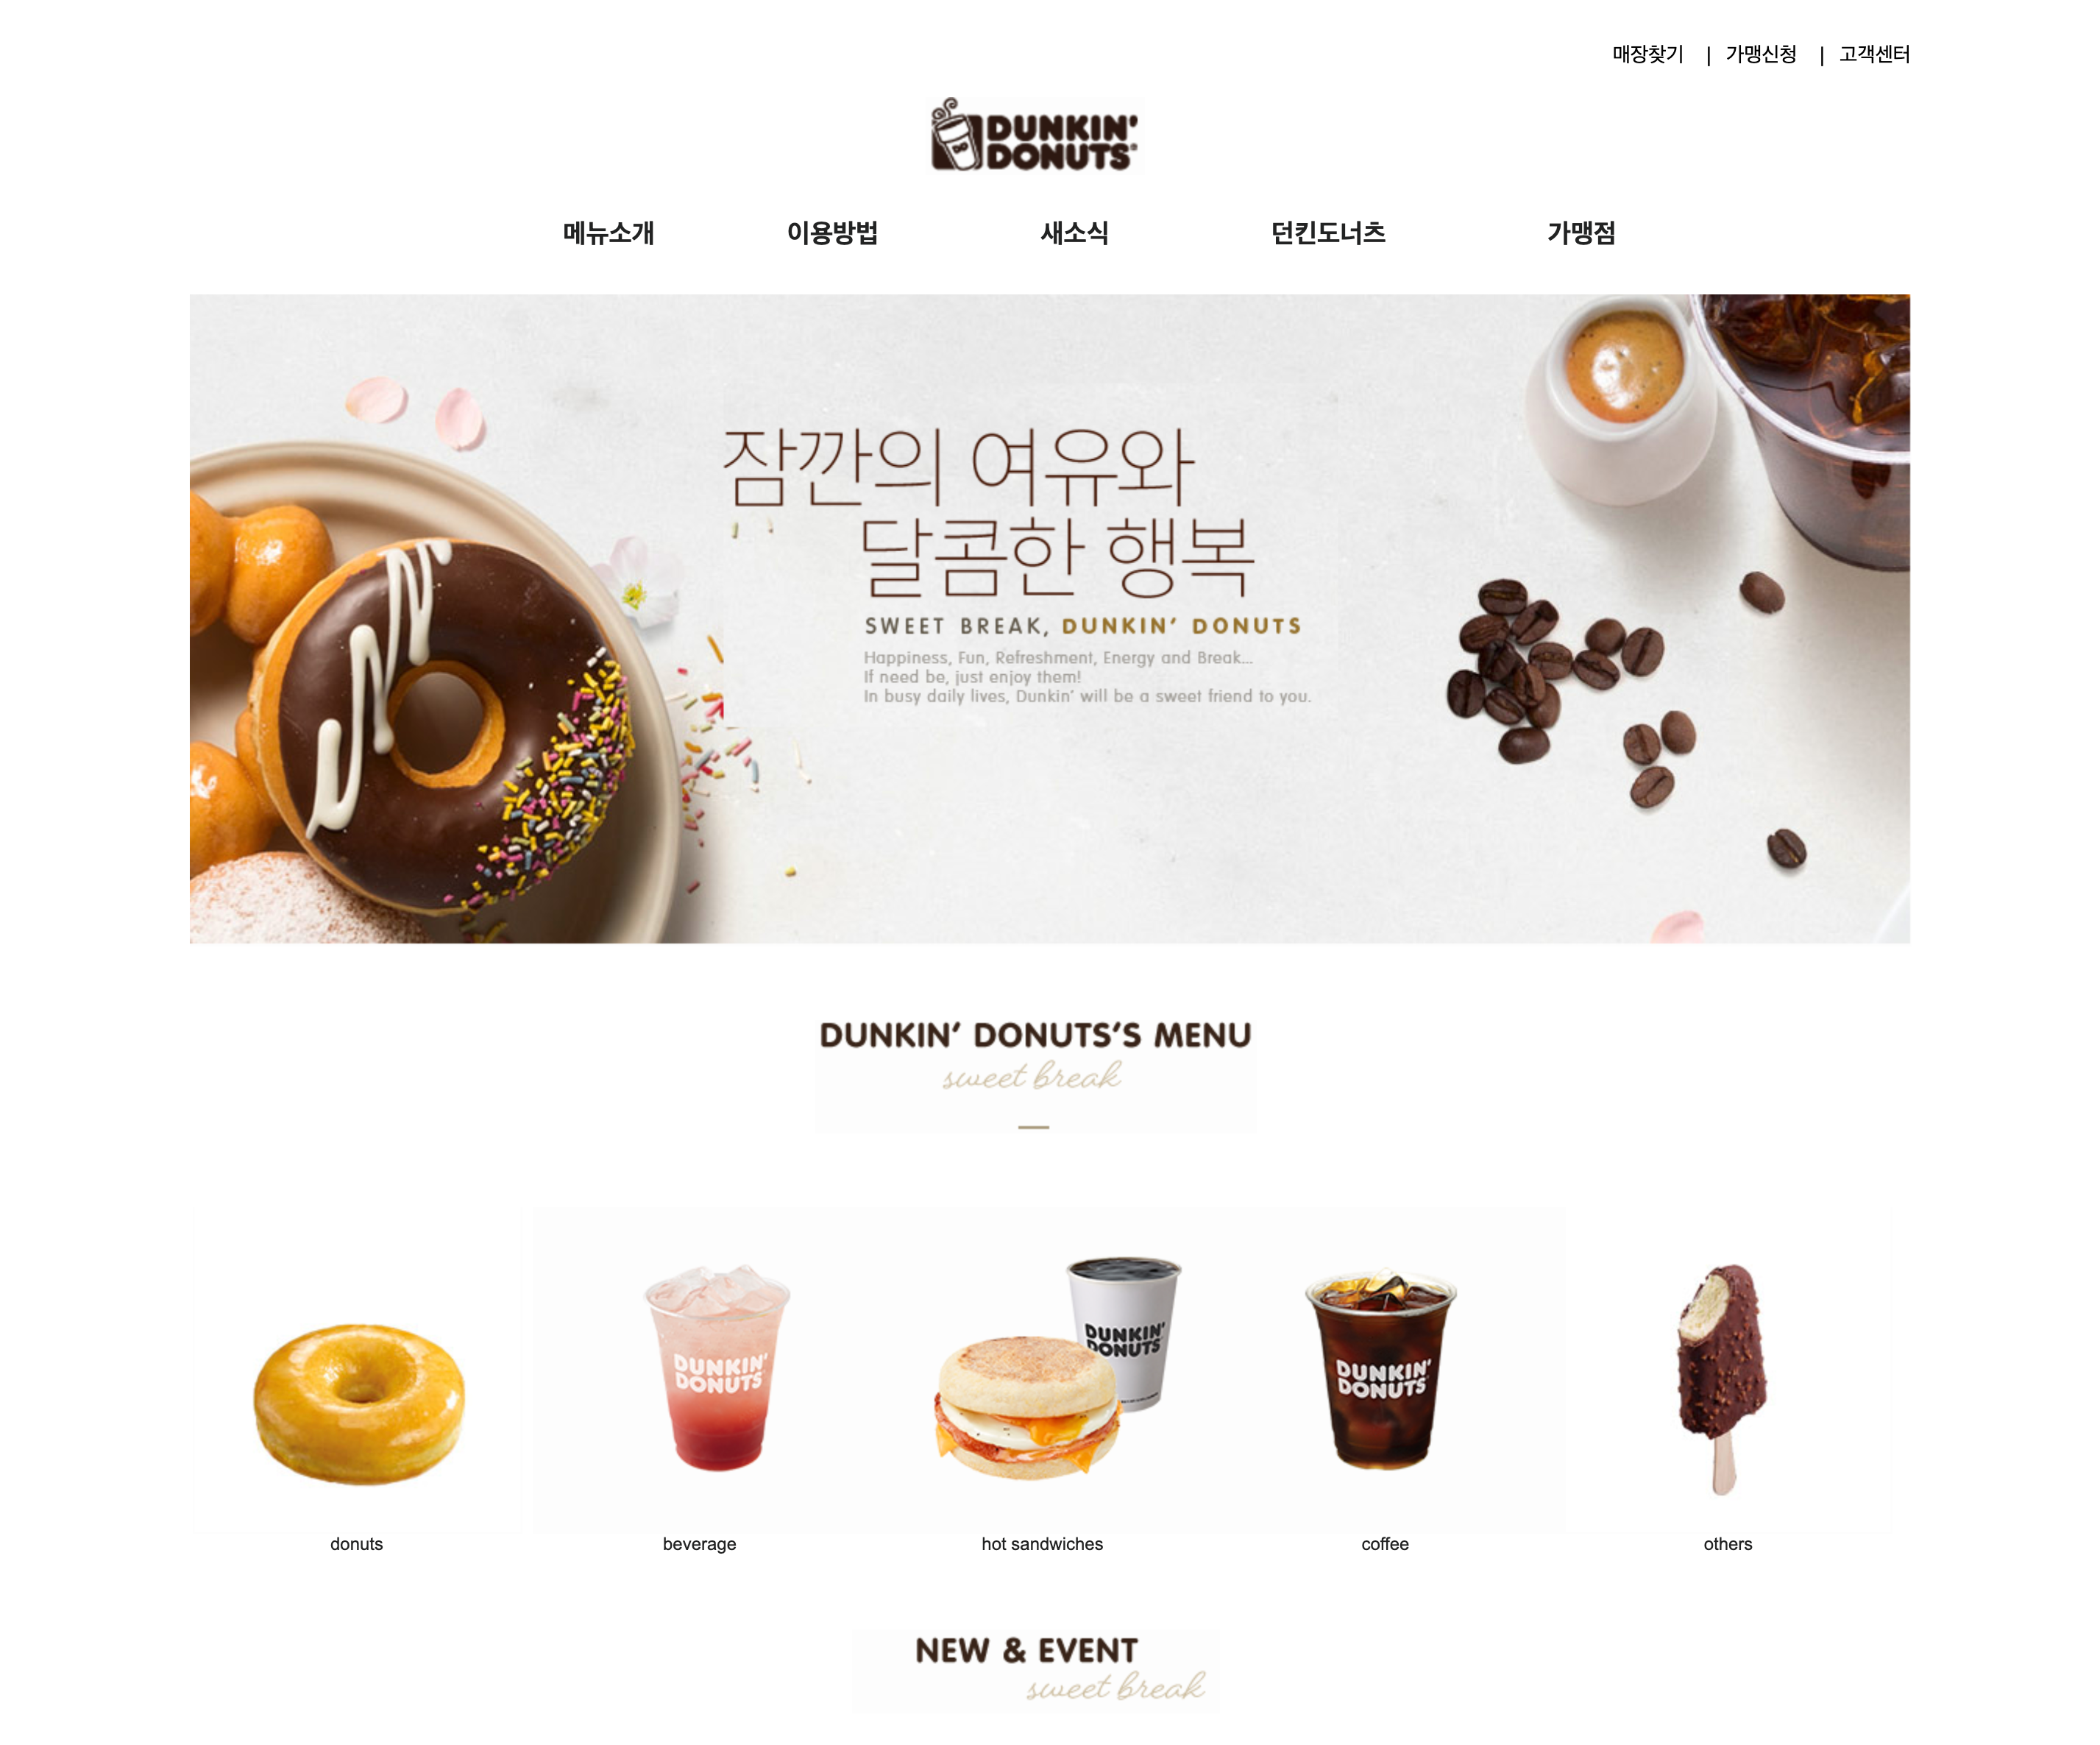 매장찾기 | 가맹신청 | 고객센터
DUNKIN'
DONUTS
메뉴소개 이용방법 새소식 던킨도너츠 가맹점
잠깐의 여유와
달콤한 행복
SWEET BREAK, DUNKIN' DONUTS
Happiness, Fun, Refreshment, Energy and Break...
If need be, just enjoy them!
In busy daily lives, Dunkin' will be a sweet friend to you.
DUNKIN' DONUTS'S MENU
sweet break
DUNKIN'
DONUTS
DUNKIN'
DONUTS
DUNKIN'
DONUTS
donuts beverage hot sandwiches coffee others
NEW & EVENT
sweet break